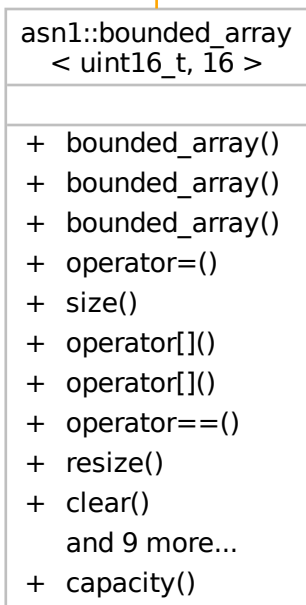 asn1::bounded_array
< uint16_t, 16 >
+ bounded_array()
+ bounded_array()
+ bounded_array()
+ operator=()
+ size()
+ operator[]()
+ operator[]()
+ operator==()
+ resize()
+ clear()
and 9 more...
+ capacity()